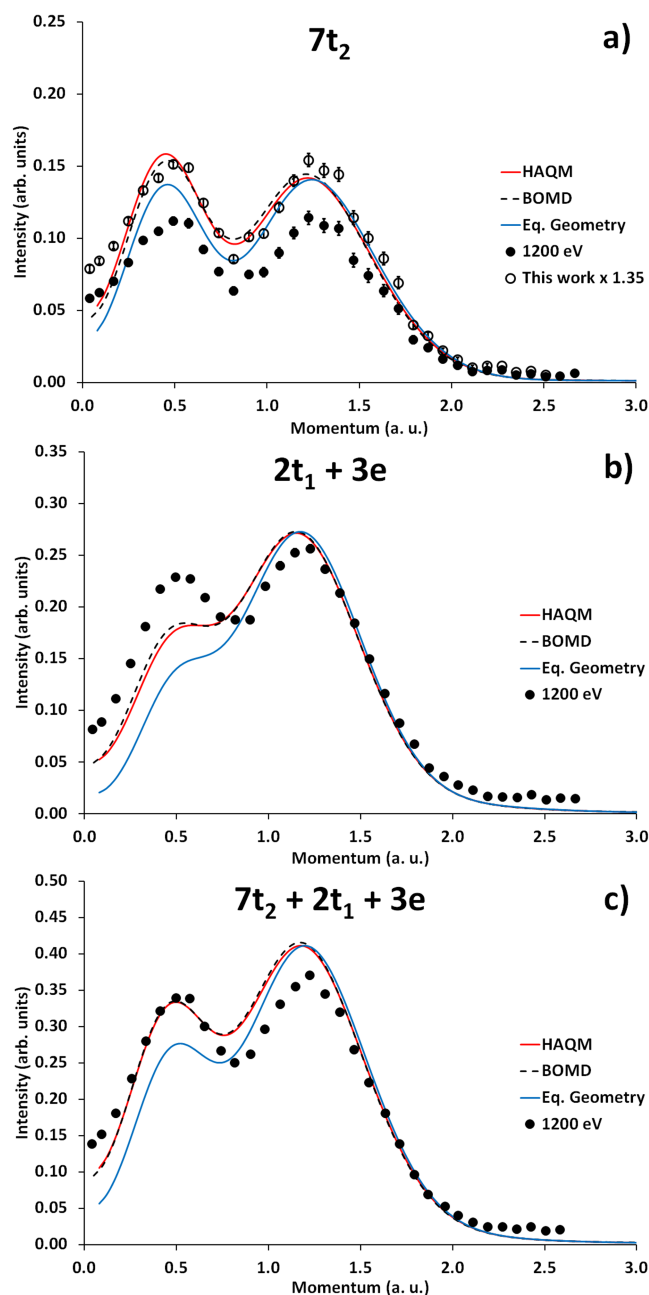 7t₂
a)
Intensity (arb. units)
0.25
0.20
0.15
0.10
0.05
0.00
0.0 0.5 1.0 1.5 2.0 2.5 3.0
Momentum (a. u.)
HAQM
BOMD
Eq. Geometry
1200 eV
This work x 1.35
2t₁ + 3e
b)
Intensity (arb. units)
0.35
0.30
0.25
0.20
0.15
0.10
0.05
0.00
0.0 0.5 1.0 1.5 2.0 2.5 3.0
Momentum (a. u.)
HAQM
BOMD
Eq. Geometry
1200 eV
7t₂ + 2t₁ + 3e
c)
Intensity (arb. units)
0.50
0.45
0.40
0.35
0.30
0.25
0.20
0.15
0.10
0.05
0.00
0.0 0.5 1.0 1.5 2.0 2.5 3.0
Momentum (a. u.)
HAQM
BOMD
Eq. Geometry
1200 eV